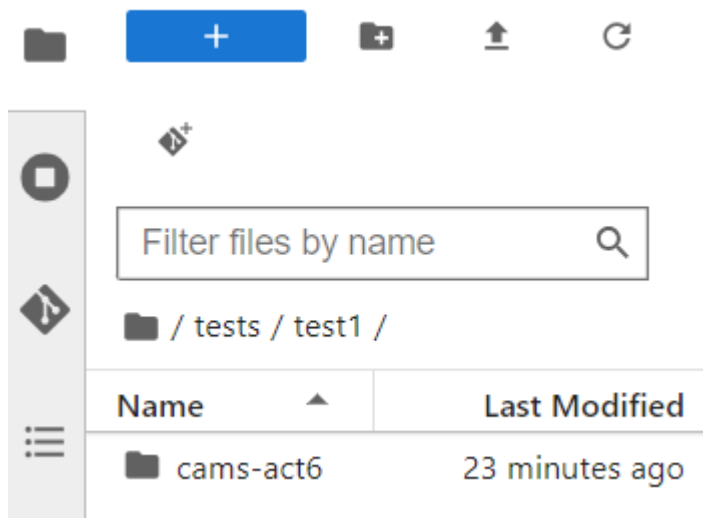 Filter files by name
/ tests / test1 /
Name Last Modified
cams-act6 23 minutes ago